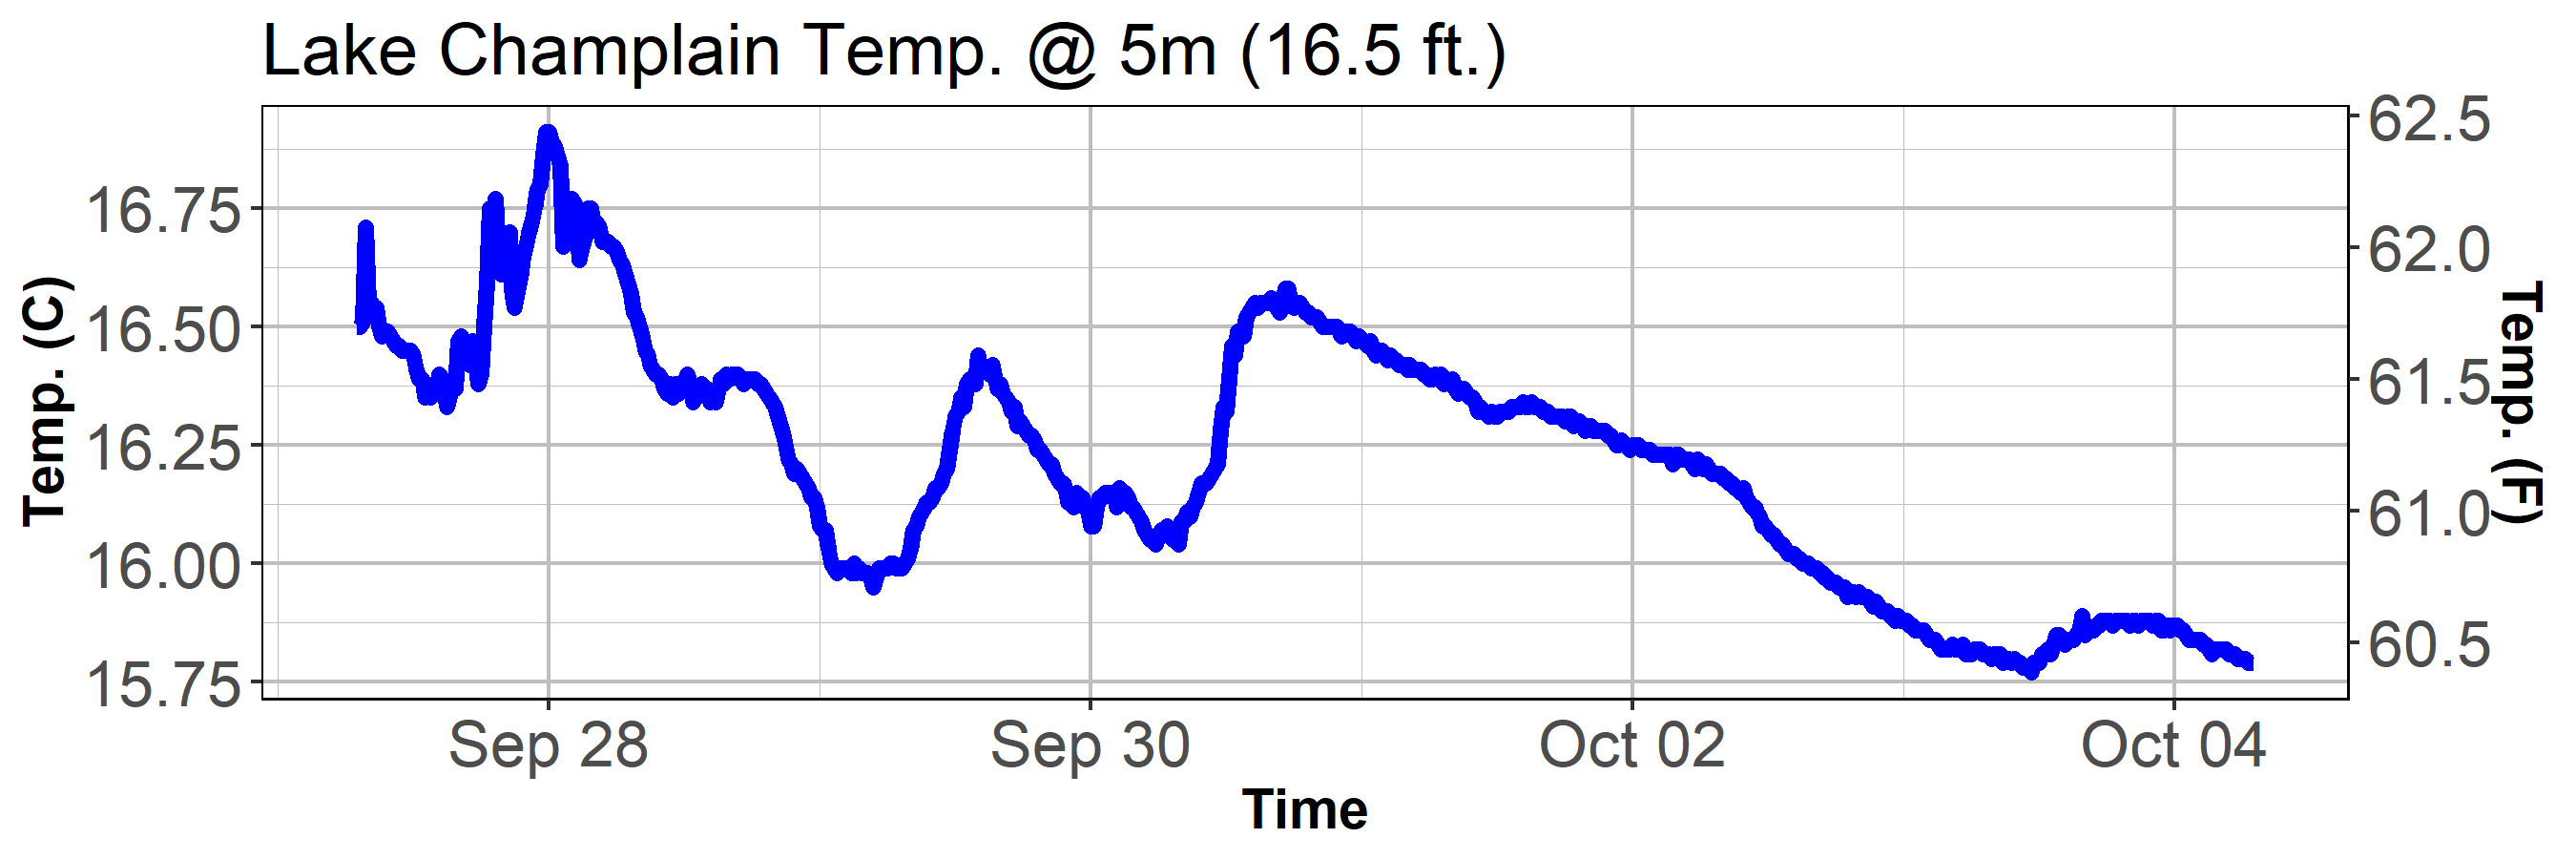 Lake Champlain Temp. @ 5m (16.5 ft.)
Temp. (C)
16.75
16.50
16.25
16.00
15.75
62.5
62.0
61.5
61.0
60.5
Temp. (F)
Sep 28
Sep 30
Oct 02
Oct 04
Time